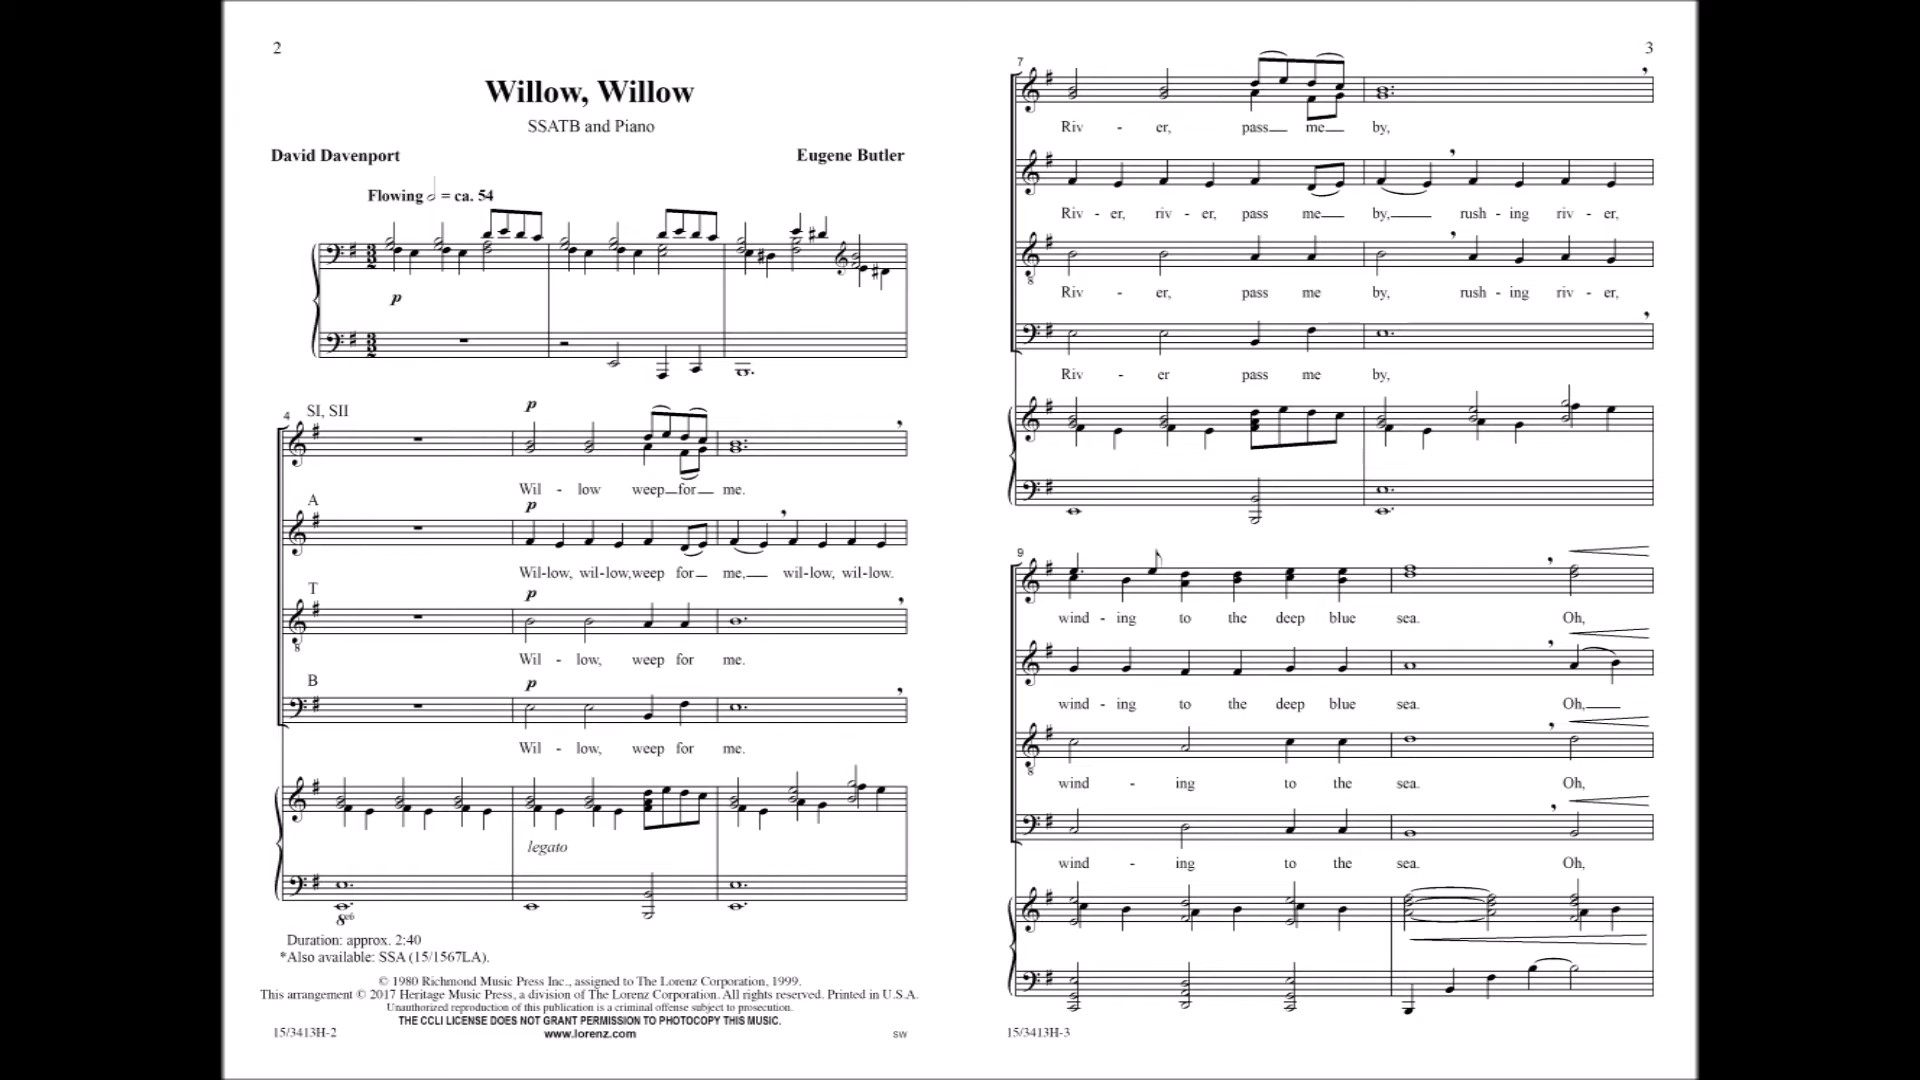 2
Willow, Willow
SSATB and Piano
David Davenport
Eugene Butler
Flowing = ca. 54
p
4
SI, SII
p
Wil - low weep for me.
A
p
Wil-low, wil-low, weep for me, wil-low, wil-low.
T
p
Wil - low, weep for me.
B
p
Wil - low, weep for me.
legato
8vb
Duration: approx. 2:40
*Also available: SSA (15/1567LA).
© 1980 Richmond Music Press Inc., assigned to The Lorenz Corporation, 1999.
This arrangement © 2017 Heritage Music Press, a division of The Lorenz Corporation. All rights reserved. Printed in U.S.A.
Unauthorized reproduction of this publication is a criminal offense subject to prosecution.
THE CCLI LICENSE DOES NOT GRANT PERMISSION TO PHOTOCOPY THIS MUSIC.
www.lorenz.com
15/3413H-2
SW
3
7
Riv - er, pass me by,
Riv - er, riv - er, pass me by, rush - ing riv - er,
8
Riv - er, pass me by, rush - ing riv - er,
Riv - er pass me by,
9
wind - ing to the deep blue sea. Oh,
wind - ing to the deep blue sea. Oh,
8
wind - ing to the sea. Oh,
wind - ing to the sea. Oh,
15/3413H-3